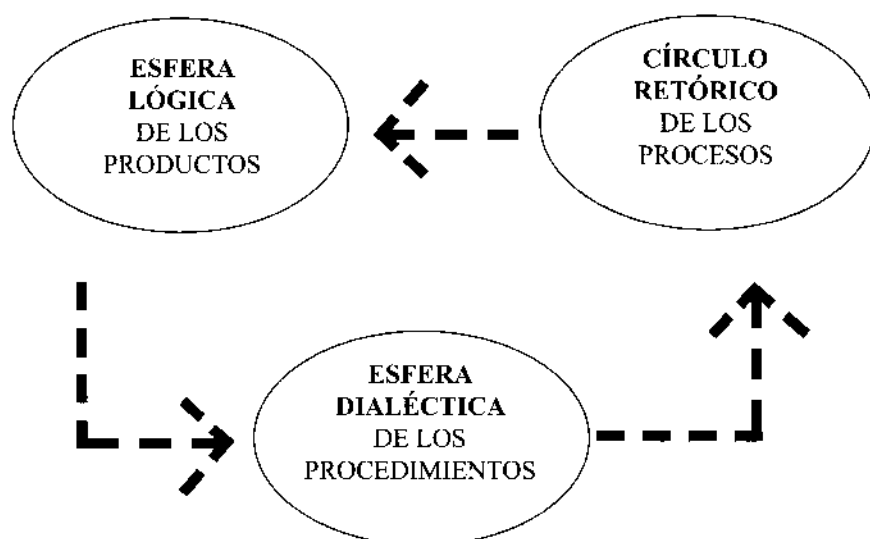 ESFERA
LÓGICA
DE LOS
PRODUCTOS
CÍRCULO
RETÓRICO
DE LOS
PROCESOS
ESFERA
DIALÉCTICA
DE LOS
PROCEDIMIENTOS